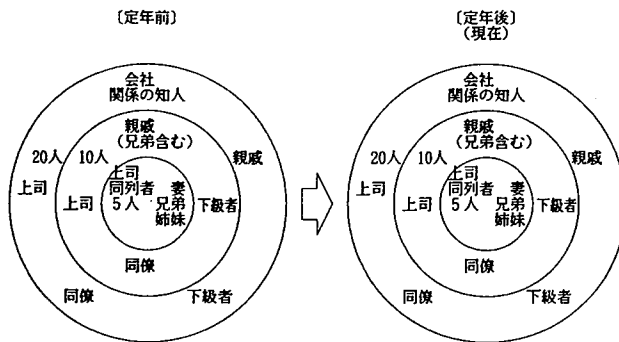 〔定年前〕
会社
関係の知人
親戚
(兄弟含む)
20人
10人
親戚
上司
上司
同列者
妻
上司
5人
兄弟
姉妹
下級者
同僚
同僚
下級者
〔定年後〕
(現在)
会社
関係の知人
親戚
(兄弟含む)
20人
10人
親戚
上司
上司
同列者
妻
上司
5人
兄弟
姉妹
下級者
同僚
同僚
下級者